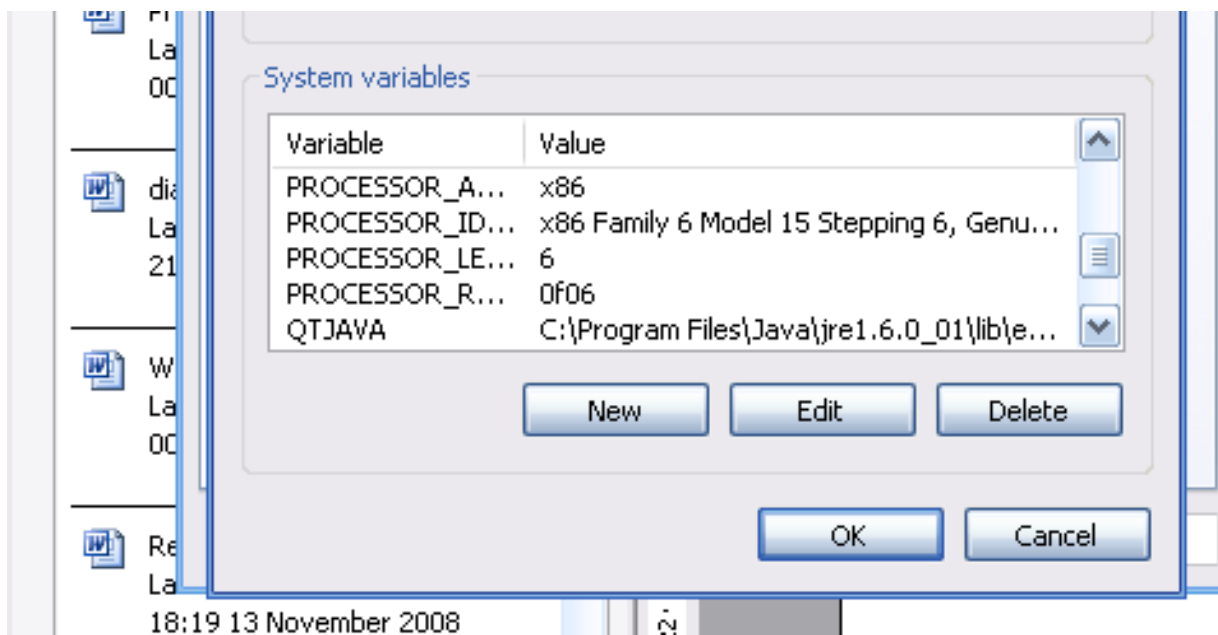 La
00
System variables
Variable Value
PROCESSOR_A... x86
PROCESSOR_ID... x86 Family 6 Model 15 Stepping 6, Genu...
PROCESSOR_LE... 6
PROCESSOR_R... 0f06
QTJAVA C:\Program Files\Java\jre1.6.0_01\lib\e...
New Edit Delete
OK Cancel
dia
La
21
W
La
00
Re
La
18:19 13 November 2008
2